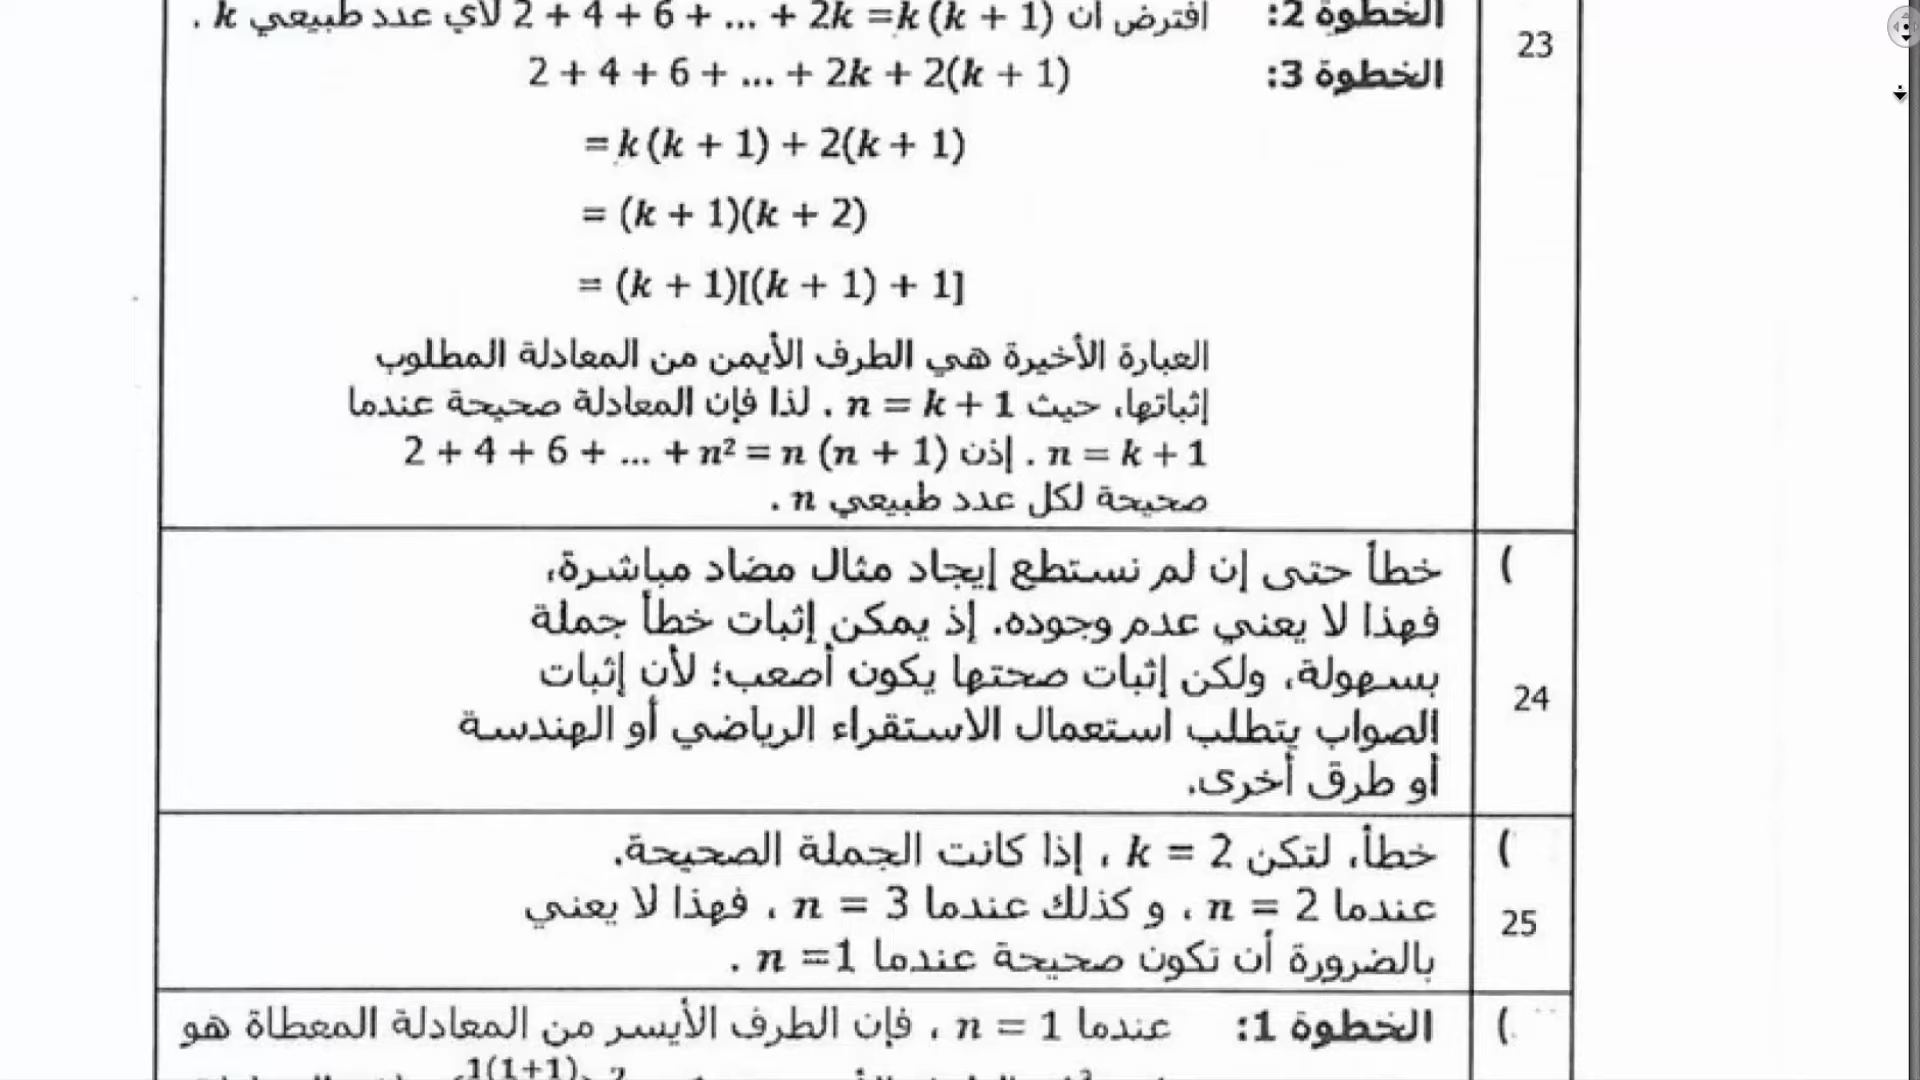 الخطوة 2: افترض أن 2 + 4 + 6 + ... + 2k = k (k + 1) لأي عدد طبيعي k .
23
الخطوة 3: 2 + 4 + 6 + ... + 2k + 2(k + 1)
= k (k + 1) + 2(k + 1)
= (k + 1)(k + 2)
= (k + 1)[(k + 1) + 1]
العبارة الأخيرة هي الطرف الأيمن من المعادلة المطلوب
إثباتها، حيث n = k + 1 ، لذا فإن المعادلة صحيحة عندما
n = k + 1 . إذن 2 + 4 + 6 + ... + n² = n (n + 1)
صحيحة لكل عدد طبيعي n .
(
خطأ حتى إن لم نستطع إيجاد مثال مضاد مباشرة،
فهذا لا يعني عدم وجوده، إذ يمكن إثبات خطأ جملة
بسهولة، ولكن إثبات صحتها يكون أصعب؛ لأن إثبات
24
الصواب يتطلب استعمال الاستقراء الرياضي أو الهندسة
أو طرق أخرى.
(
خطأ، لتكن k = 2 ، إذا كانت الجملة الصحيحة.
عندما n = 2 ، و كذلك عندما n = 3 ، فهذا لا يعني
25
بالضرورة أن تكون صحيحة عندما n =1 .
(
الخطوة 1: عندما n = 1 ، فإن الطرف الأيسر من المعادلة المعطاة هو